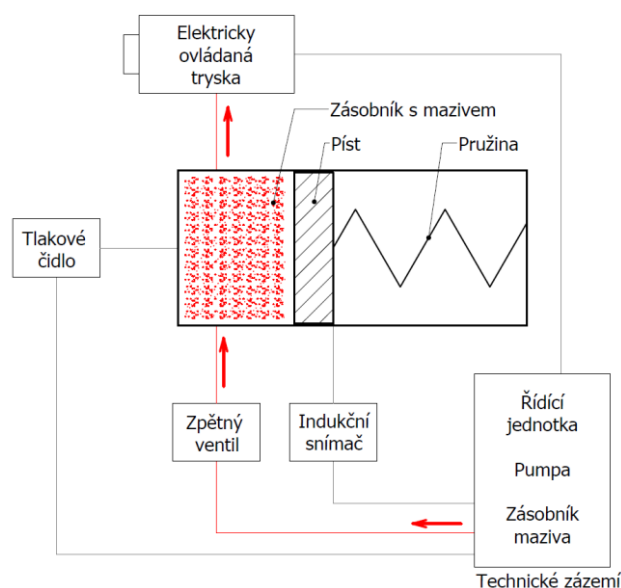 Elektricky
ovládaná
tryska
Zásobník s mazivem
Píst
Pružina
Tlakové
čidlo
Zpětný
ventil
Indukční
snímač
Řídící
jednotka
Pumpa
Zásobník
maziva
Technické zázemí